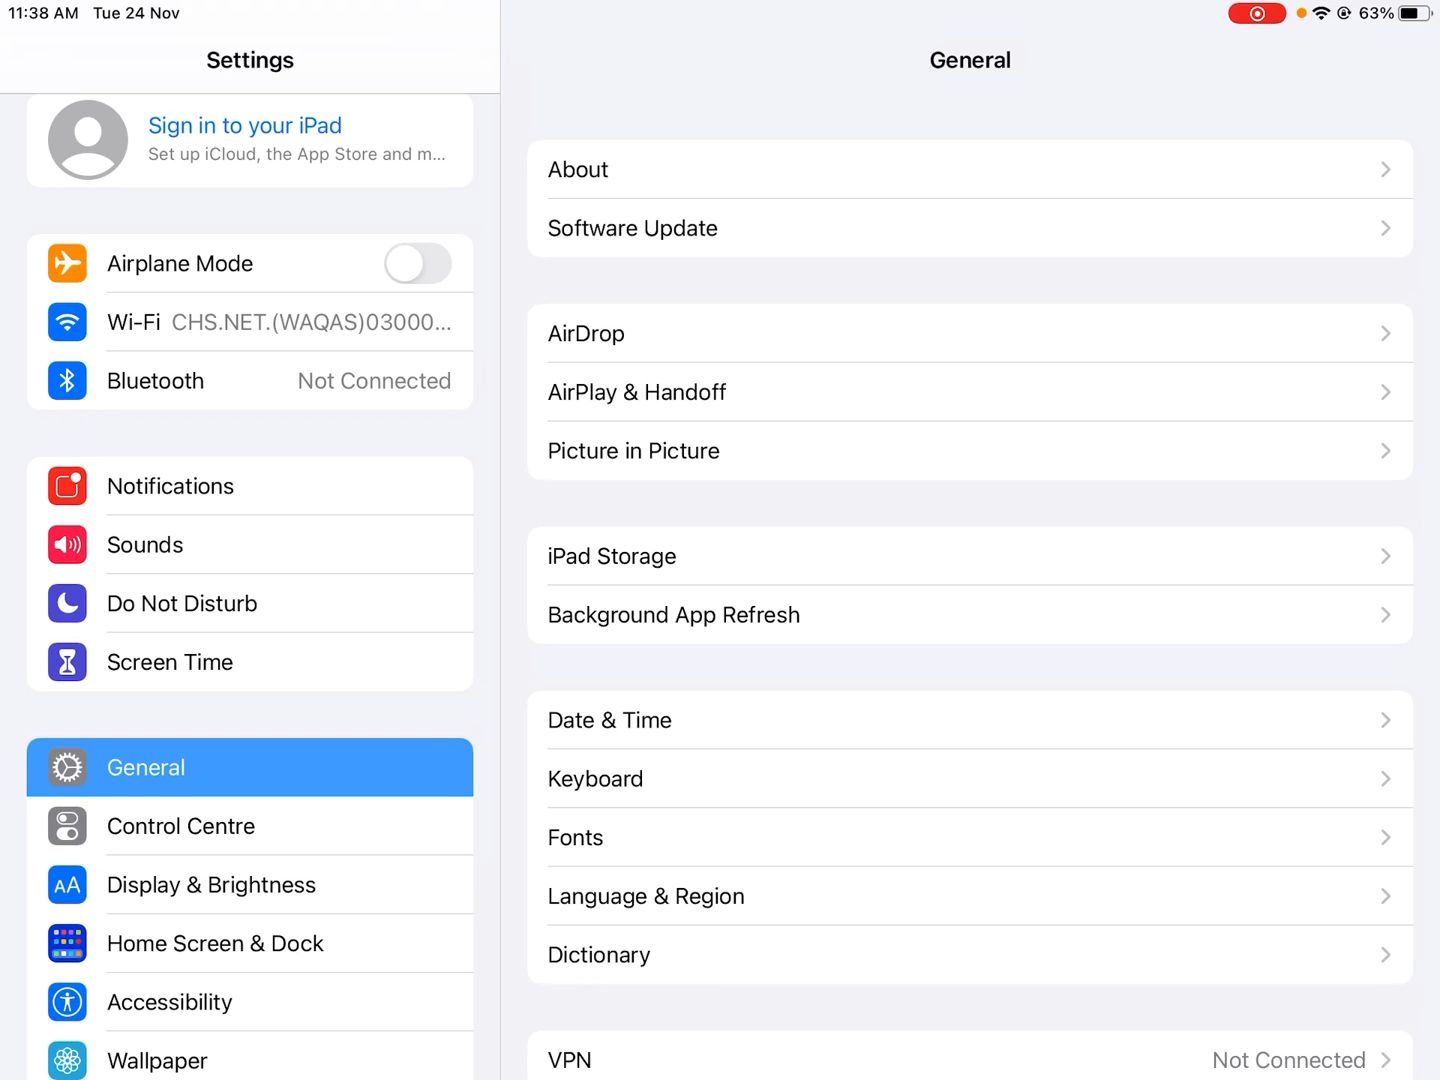 11:38 AM Tue 24 Nov
63%
Settings
Sign in to your iPad
Set up iCloud, the App Store and m...
Airplane Mode
Wi-Fi CHS.NET.(WAQAS)03000...
Bluetooth Not Connected
Notifications
Sounds
Do Not Disturb
Screen Time
General
Control Centre
AA Display & Brightness
Home Screen & Dock
Accessibility
Wallpaper
General
About
Software Update
AirDrop
AirPlay & Handoff
Picture in Picture
iPad Storage
Background App Refresh
Date & Time
Keyboard
Fonts
Language & Region
Dictionary
VPN Not Connected